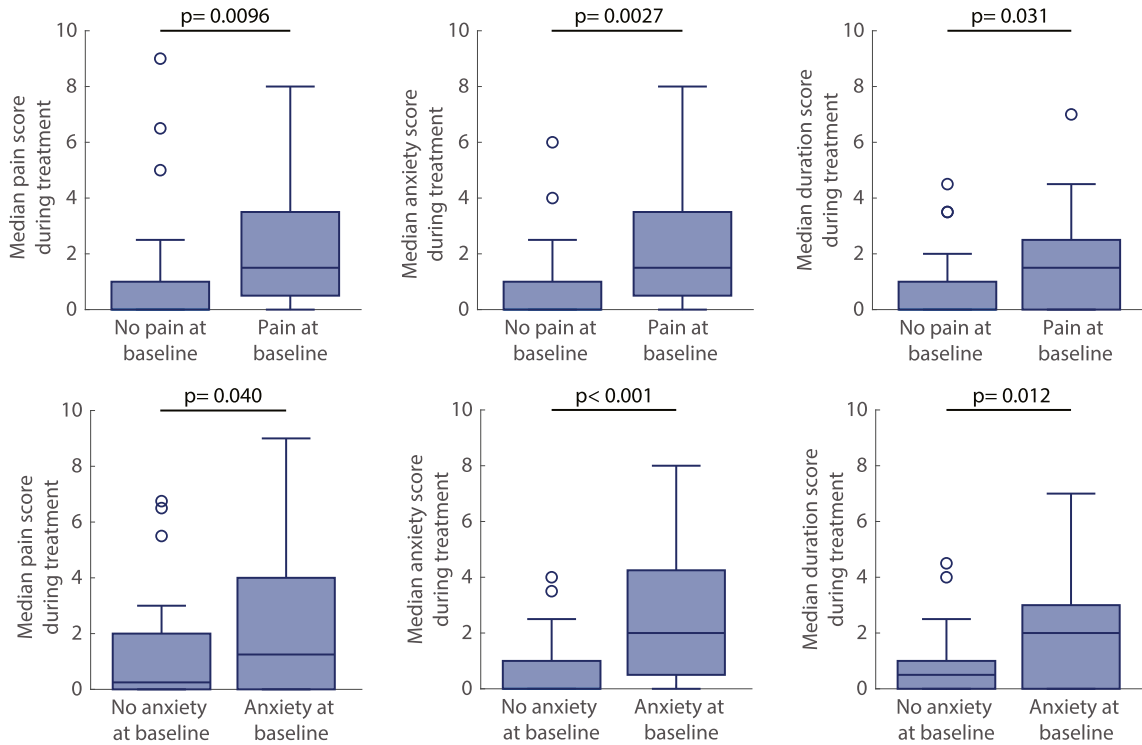 p= 0.0096
10
8
6
4
2
0
Median pain score
during treatment
No pain at
baseline
Pain at
baseline
p= 0.0027
10
8
6
4
2
0
Median anxiety score
during treatment
No pain at
baseline
Pain at
baseline
p= 0.031
10
8
6
4
2
0
Median duration score
during treatment
No pain at
baseline
Pain at
baseline
p= 0.040
10
8
6
4
2
0
Median pain score
during treatment
No anxiety
at baseline
Anxiety at
baseline
p< 0.001
10
8
6
4
2
0
Median anxiety score
during treatment
No anxiety
at baseline
Anxiety at
baseline
p= 0.012
10
8
6
4
2
0
Median duration score
during treatment
No anxiety
at baseline
Anxiety at
baseline